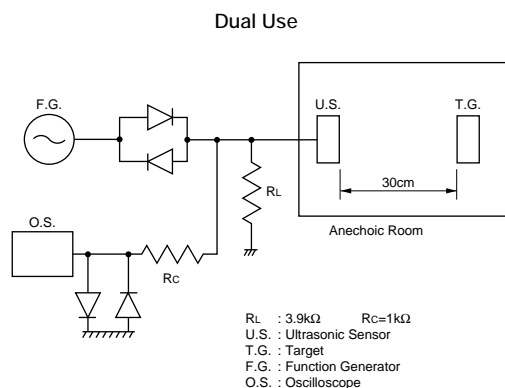 Dual Use
F.G.
U.S.
T.G.
30cm
RL
O.S.
RC
Anechoic Room
RL : 3.9kΩ RC=1kΩ
U.S. : Ultrasonic Sensor
T.G. : Target
F.G. : Function Generator
O.S. : Oscilloscope